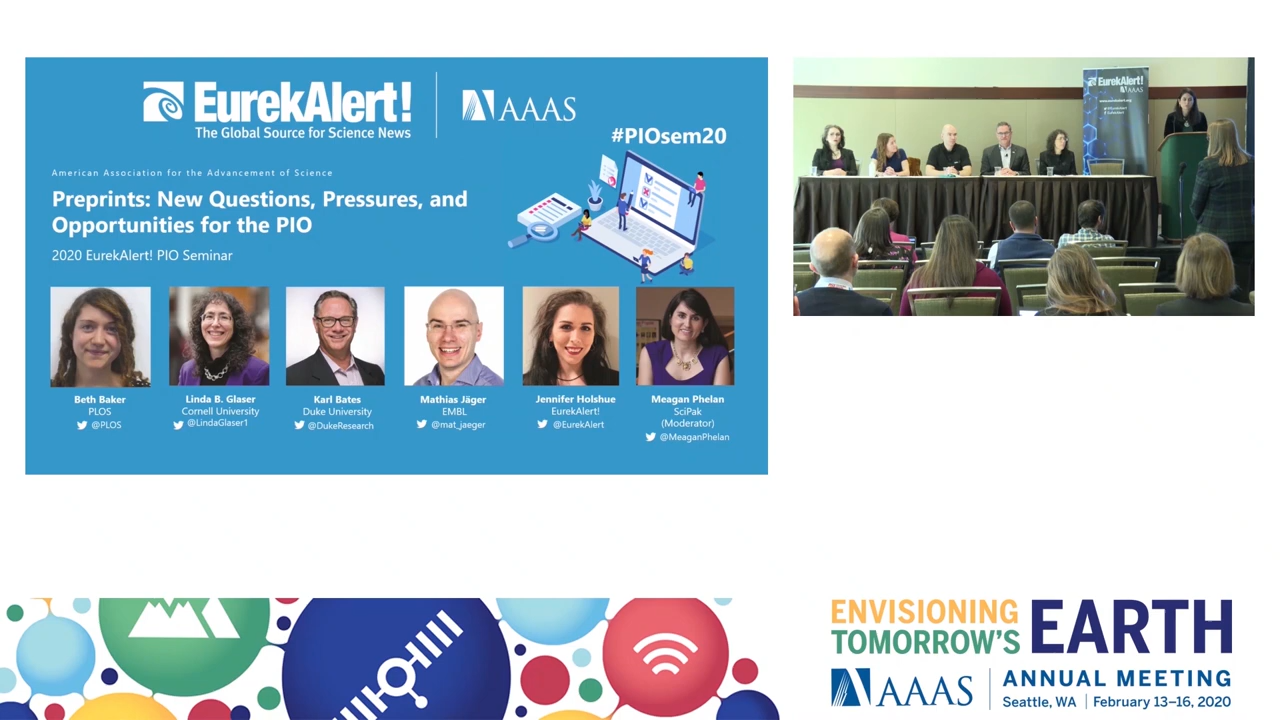 EurekAlert!
The Global Source for Science News
AAAS
#PIOsem20
American Association for the Advancement of Science
Preprints: New Questions, Pressures, and
Opportunities for the PIO
2020 EurekAlert! PIO Seminar
Beth Baker
PLOS
@PLOS
Linda B. Glaser
Cornell University
@LindaGlaser1
Karl Bates
Duke University
@DukeResearch
Mathias Jäger
EMBL
@mat_jaeger
Jennifer Holshue
EurekAlert!
@EurekAlert
Meagan Phelan
SciPak
(Moderator)
@MeaganPhelan
EurekAlert!
AAAS
ENVISIONING
TOMORROW'S
EARTH
AAAS
ANNUAL MEETING
Seattle, WA
February 13–16, 2020